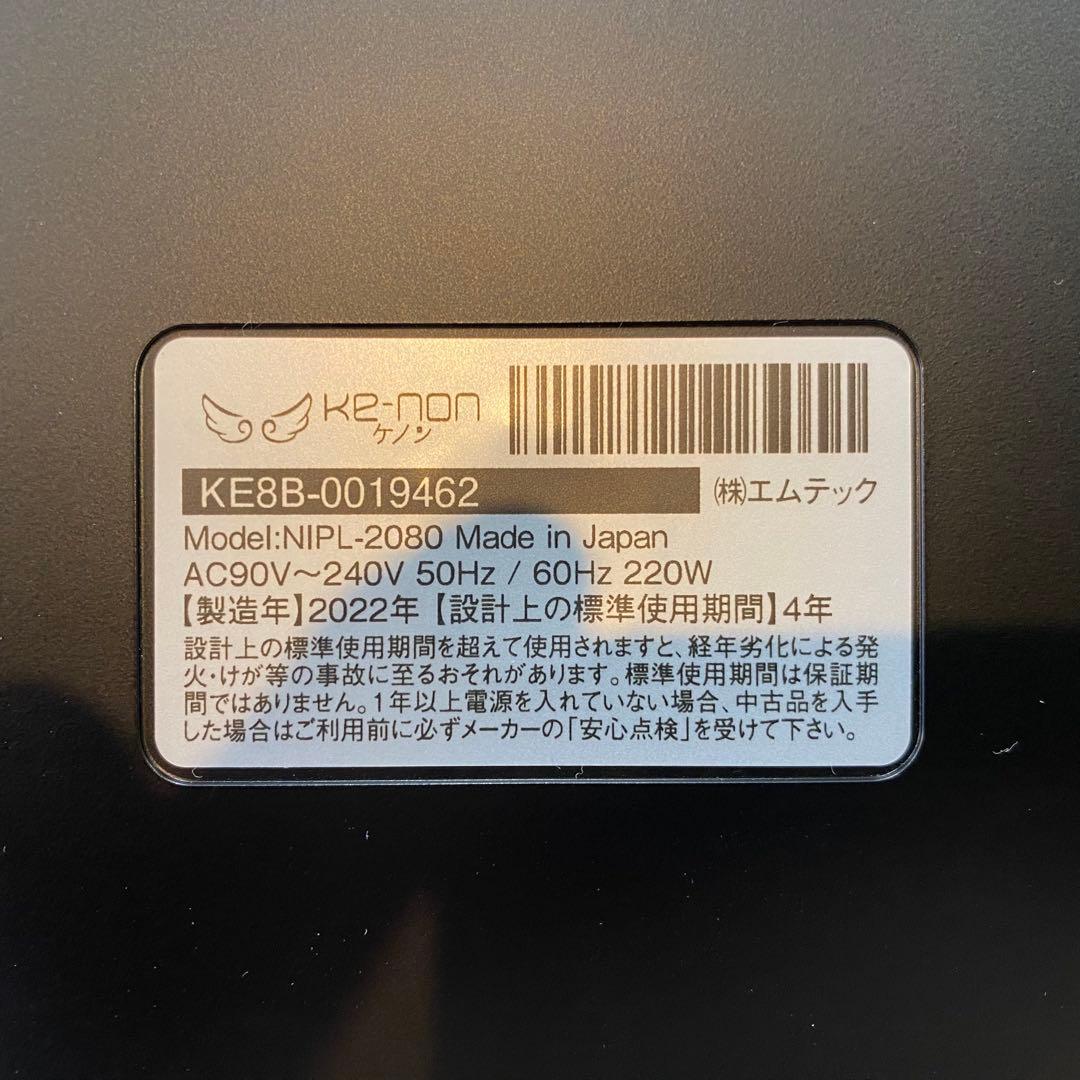 Ke-non
ケノン
KE8B-0019462
㈱エムテック
Model:NIPL-2080 Made in Japan
AC90V～240V 50Hz / 60Hz 220W
【製造年】2022年【設計上の標準使用期間】4年
設計上の標準使用期間を超えて使用されますと、経年劣化による発
火・けが等の事故に至るおそれがあります。標準使用期間は保証期
間ではありません。1年以上電源を入れていない場合、中古品を入手
した場合はご利用前に必ずメーカーの「安心点検」を受けて下さい。